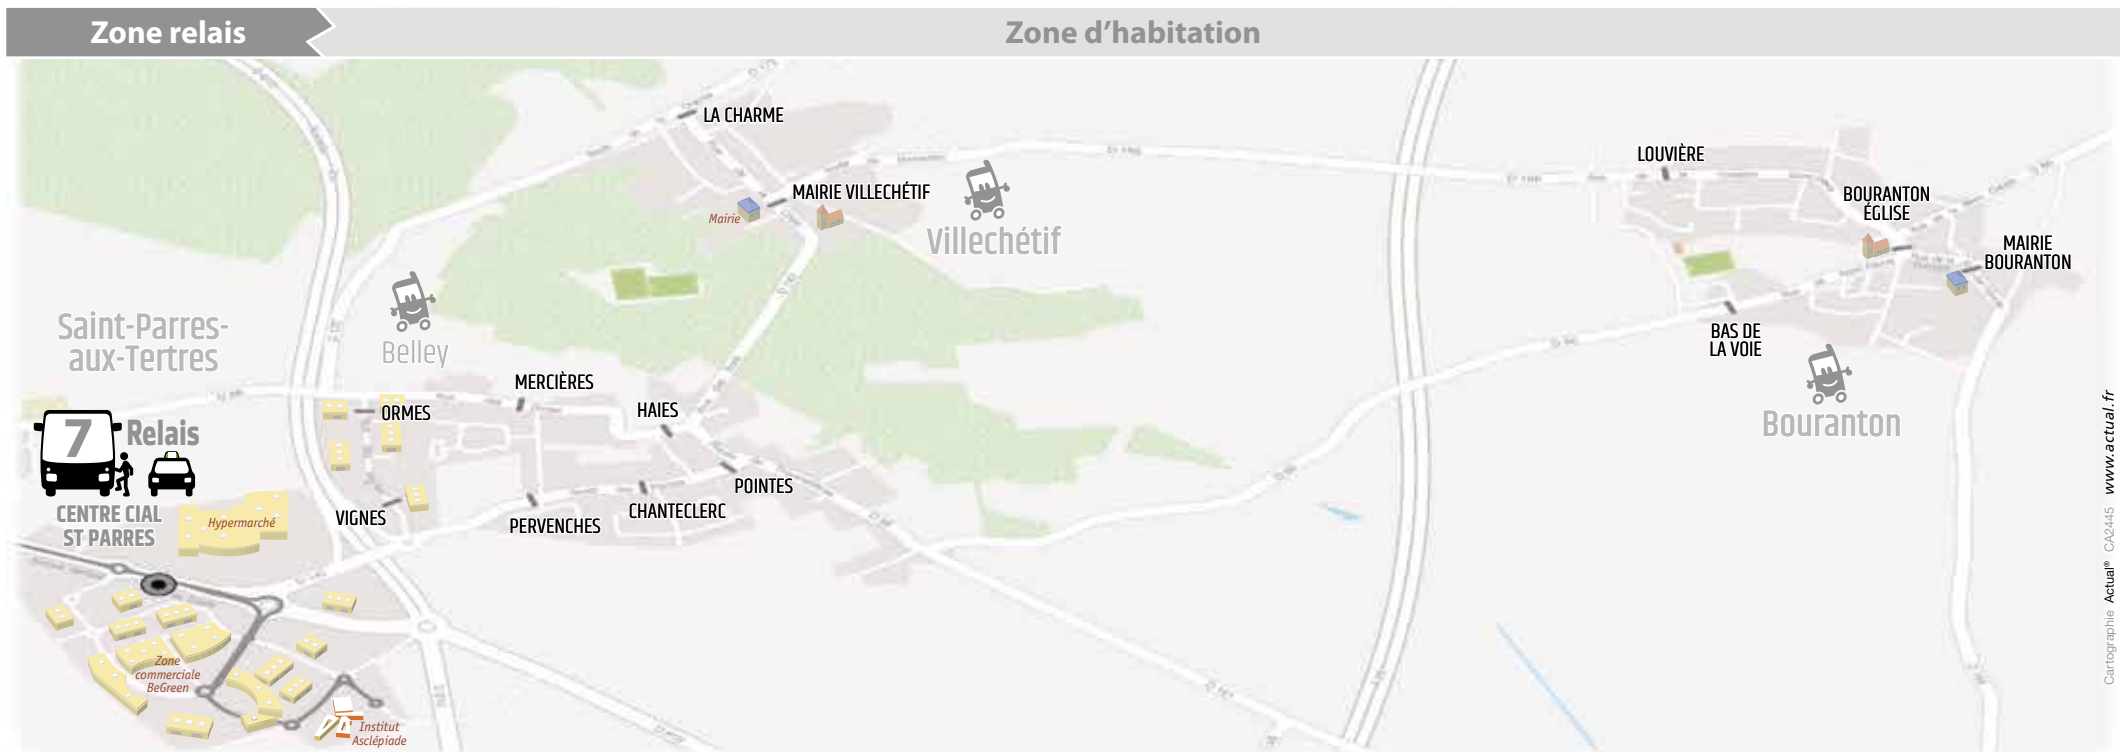 Zone relais
Zone d’habitation
LA CHARME
MAIRIE VILLECHÉTIF
Mairie
Villechétif
LOUVIÈRE
BOURANTON
ÉGLISE
MAIRIE
BOURANTON
BAS DE
LA VOIE
Bouranton
Saint-Parres-
aux-Tertres
Belley
MERCIÈRES
ORMES
HAIES
POINTES
CHANTECLERC
PERVENCHES
VIGNES
7
Relais
CENTRE CIAL
ST PARRES
Hypermarché
Zone
commerciale
BeGreen
Institut
Asclépiade
Cartographie Actual® CA2445 www.actual.fr